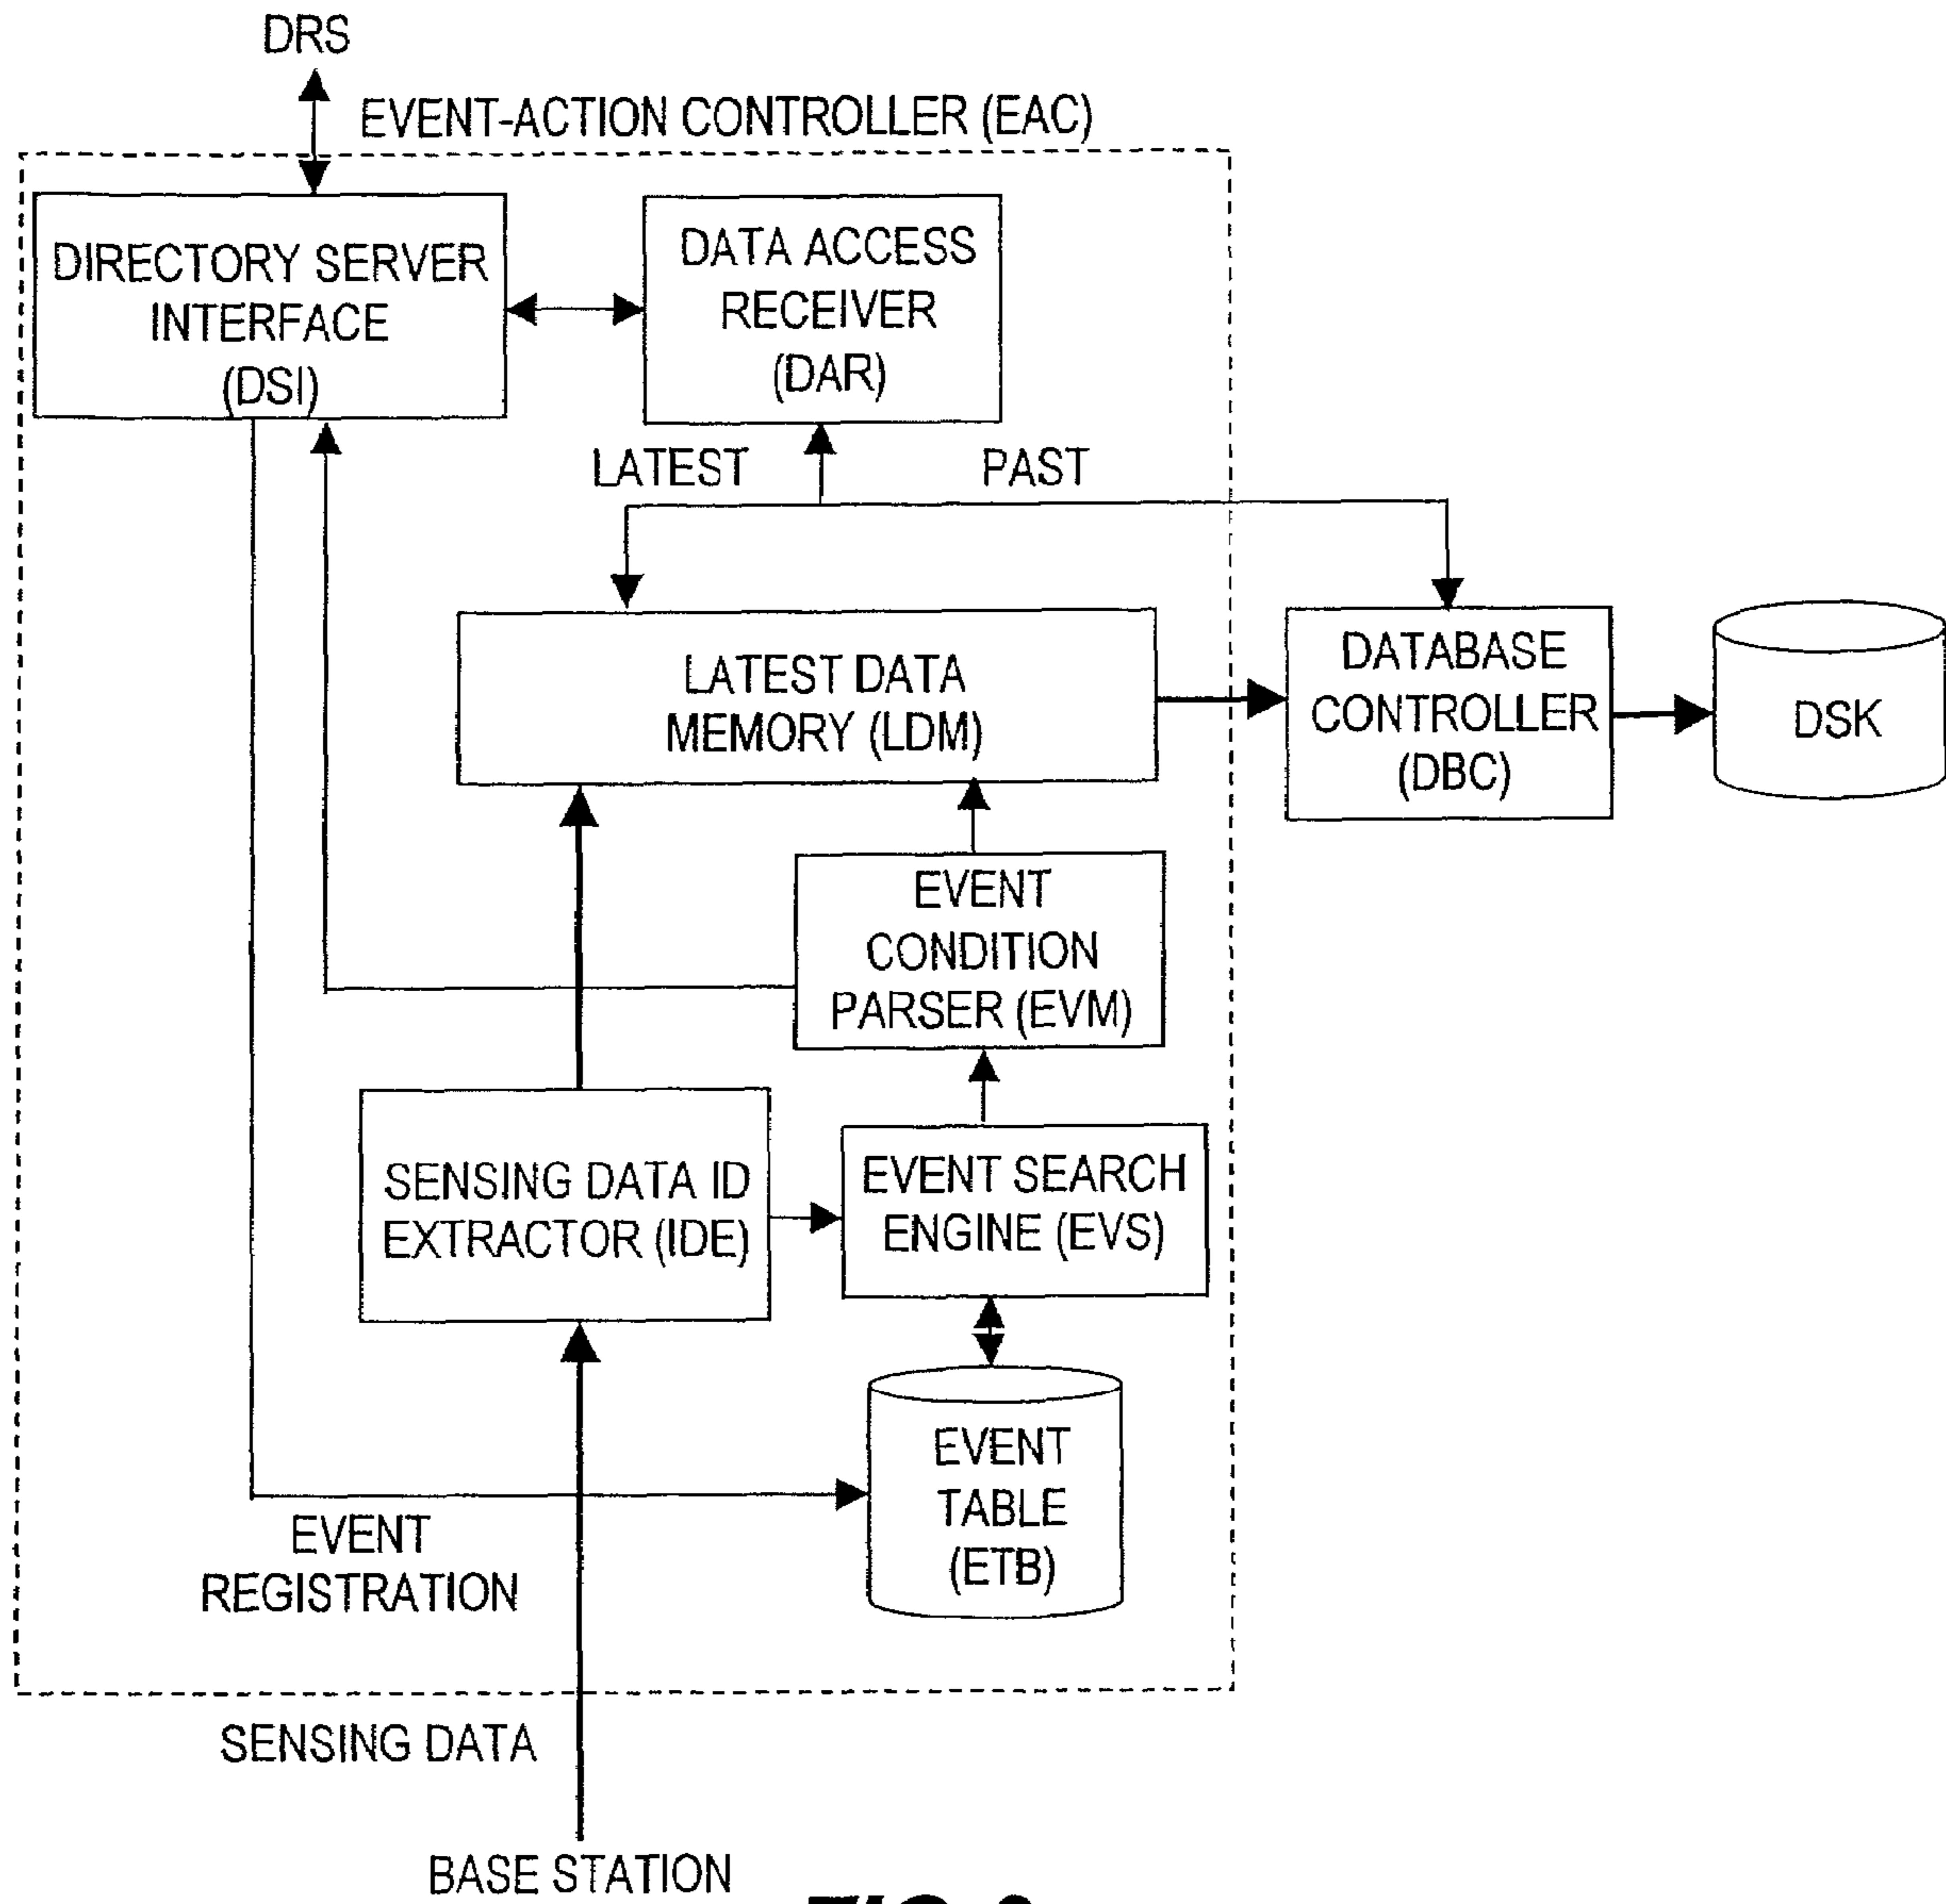 DRS
EVENT-ACTION CONTROLLER (EAC)
DIRECTORY SERVER
INTERFACE
(DSI)
DATA ACCESS
RECEIVER
(DAR)
LATEST
PAST
LATEST DATA
MEMORY (LDM)
DATABASE
CONTROLLER
(DBC)
DSK
EVENT
CONDITION
PARSER (EVM)
SENSING DATA ID
EXTRACTOR (IDE)
EVENT SEARCH
ENGINE (EVS)
EVENT
TABLE
(ETB)
EVENT
REGISTRATION
SENSING DATA
BASE STATION